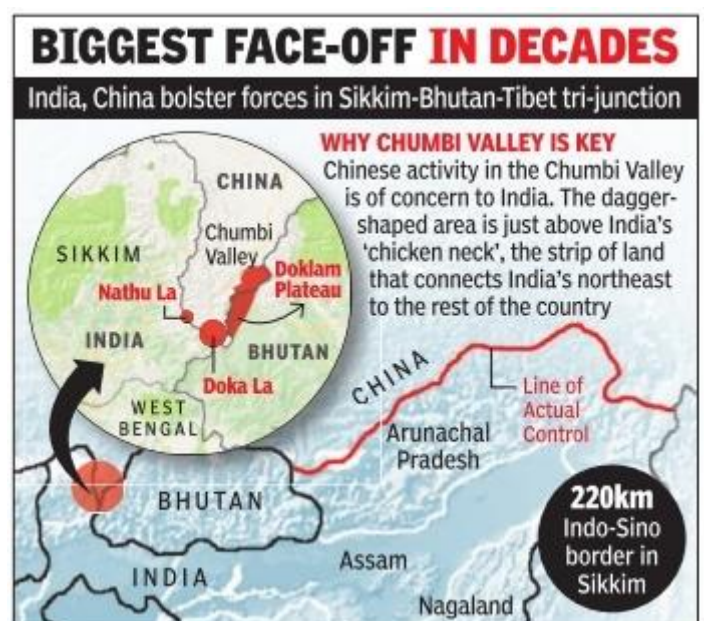 BIGGEST FACE-OFF IN DECADES
India, China bolster forces in Sikkim-Bhutan-Tibet tri-junction
WHY CHUMBI VALLEY IS KEY
Chinese activity in the Chumbi Valley
is of concern to India. The dagger-
shaped area is just above India's
'chicken neck', the strip of land
that connects India's northeast
to the rest of the country
CHINA
Chumbi
Valley
SIKKIM
Doklam
Plateau
Nathu La
INDIA
BHUTAN
Doka La
WEST
BENGAL
CHINA
Line of
Actual
Control
Arunachal
Pradesh
BHUTAN
220km
Indo-Sino
border in
Sikkim
Assam
INDIA
Nagaland